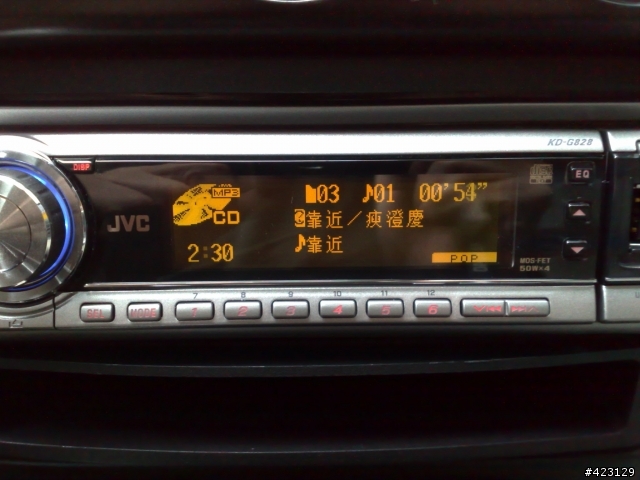 KD-G828
DISP
MP3
03 01 00'54"
EQ
JVC
CD
靠近／瘐澄慶
2:30
靠近
POP
MOS-FET
50W×4
7 8 9 10 11 12
SEL MODE 1 2 3 4 5 6
#423129